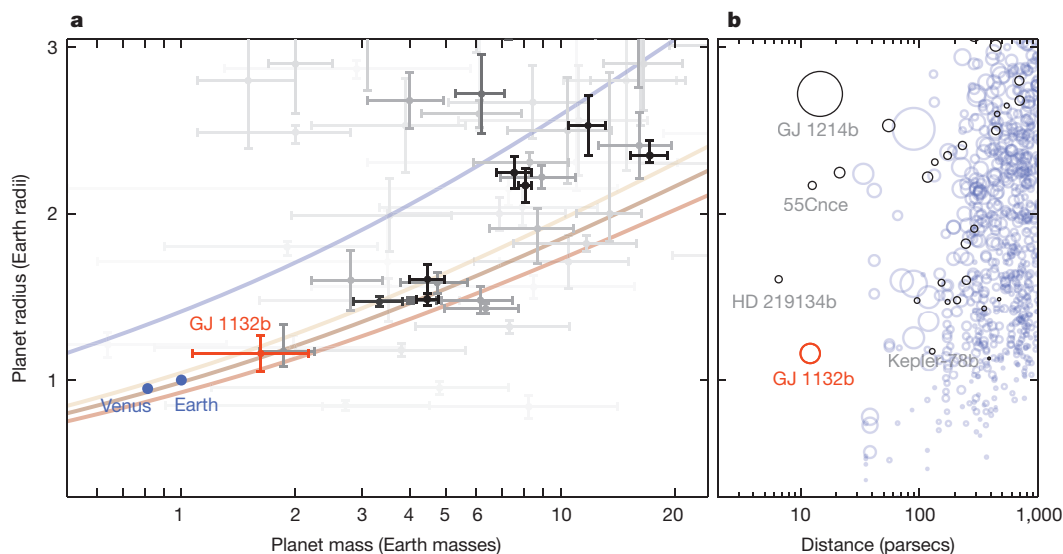 a
b
3
2
1
Planet radius (Earth radii)
GJ 1132b
Venus
Earth
1
2
3
4
5
6
10
20
Planet mass (Earth masses)
GJ 1214b
55Cnce
HD 219134b
Kepler-78b
GJ 1132b
10
100
1,000
Distance (parsecs)